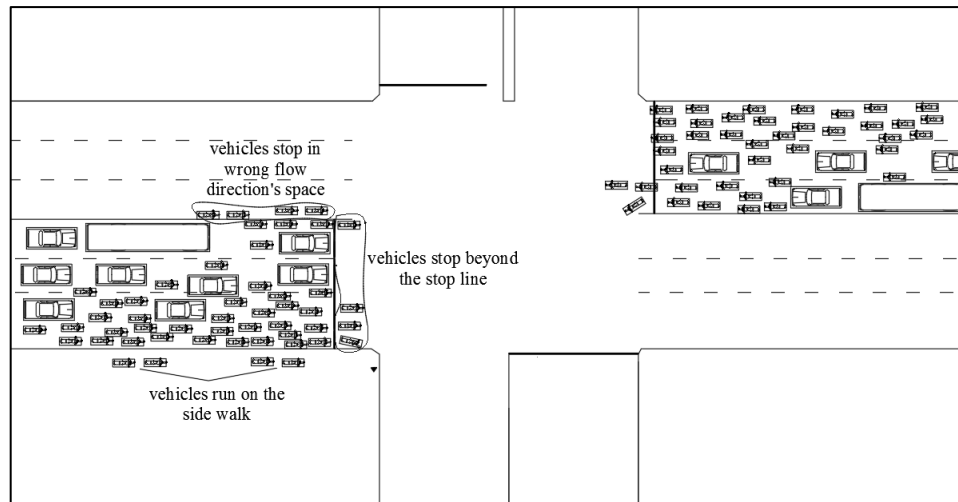 vehicles stop in
wrong flow
direction's space
vehicles stop beyond
the stop line
vehicles run on the
side walk